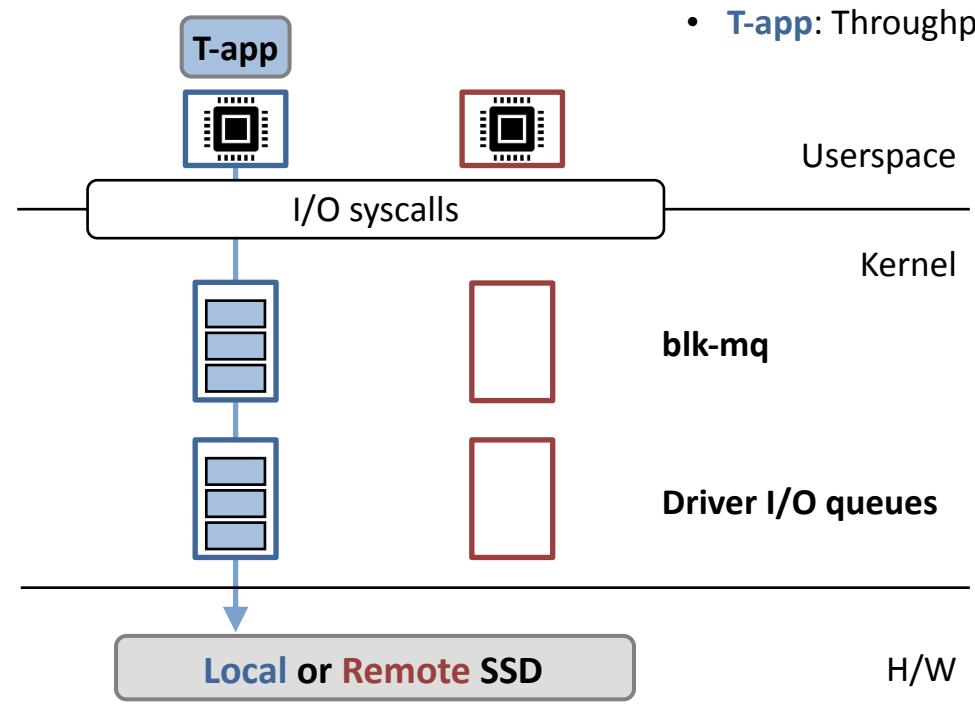 • T-app: Throughp
T-app
Userspace
I/O syscalls
Kernel
blk-mq
Driver I/O queues
Local or Remote SSD
H/W